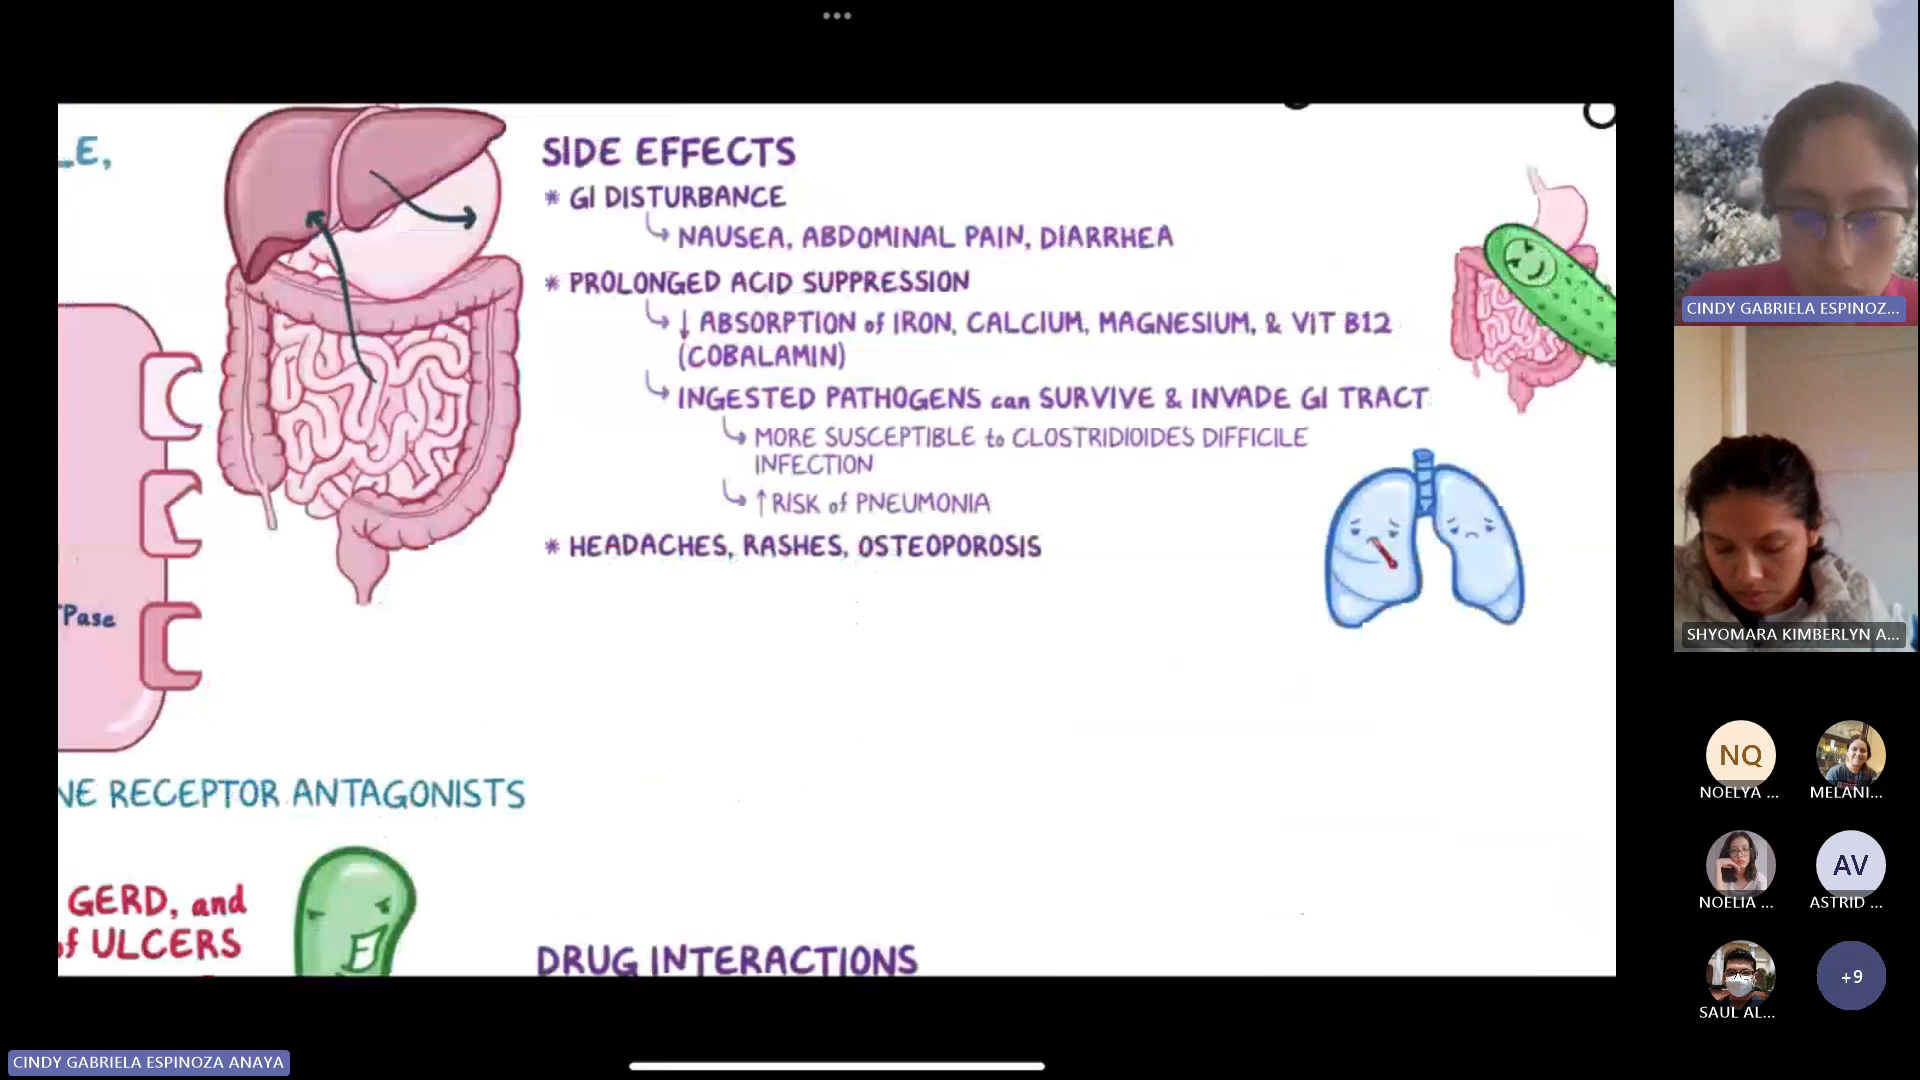 LE,
SIDE EFFECTS
* GI DISTURBANCE
NAUSEA, ABDOMINAL PAIN, DIARRHEA
* PROLONGED ACID SUPPRESSION
↓ ABSORPTION of IRON, CALCIUM, MAGNESIUM, & VIT B12
(COBALAMIN)
INGESTED PATHOGENS can SURVIVE & INVADE GI TRACT
MORE SUSCEPTIBLE to CLOSTRIDIOIDES DIFFICILE
INFECTION
↑ RISK of PNEUMONIA
* HEADACHES, RASHES, OSTEOPOROSIS
TPase
NE RECEPTOR ANTAGONISTS
GERD, and
of ULCERS
DRUG INTERACTIONS
CINDY GABRIELA ESPINOZ...
SHYOMARA KIMBERLYN A...
NQ
NOELYA ...
MELANI...
NOELIA ...
AV
ASTRID ...
SAUL AL...
+9
CINDY GABRIELA ESPINOZA ANAYA